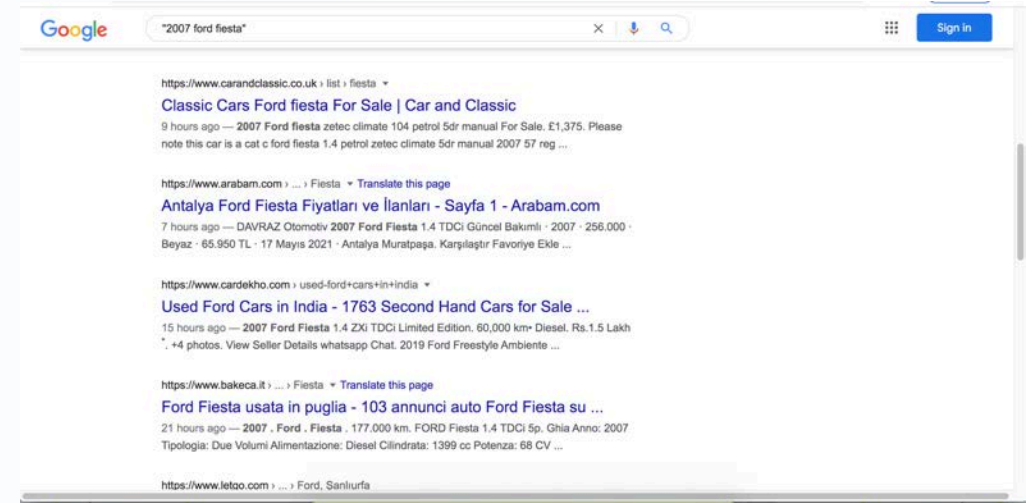 Google
"2007 ford fiesta"
Sign in
https://www.carandclassic.co.uk › list › fiesta
Classic Cars Ford fiesta For Sale | Car and Classic
9 hours ago — 2007 Ford fiesta zetec climate 104 petrol 5dr manual For Sale. £1,375. Please
note this car is a cat c ford fiesta 1.4 petrol zetec climate 5dr manual 2007 57 reg ...
https://www.arabam.com › ... › Fiesta Translate this page
Antalya Ford Fiesta Fiyatları ve İlanları - Sayfa 1 - Arabam.com
7 hours ago — DAVRAZ Otomotiv 2007 Ford Fiesta 1.4 TDCi Güncel Bakımlı · 2007 · 256.000 ·
Beyaz · 65.950 TL · 17 Mayıs 2021 · Antalya Muratpaşa. Karşılaştır Favoriye Ekle ...
https://www.cardekho.com › used-ford+cars+in+india
Used Ford Cars in India - 1763 Second Hand Cars for Sale ...
15 hours ago — 2007 Ford Fiesta 1.4 ZXi TDCi Limited Edition. 60,000 km• Diesel. Rs.1.5 Lakh
*. +4 photos. View Seller Details whatsapp Chat. 2019 Ford Freestyle Ambiente ...
https://www.bakeca.it › ... › Fiesta Translate this page
Ford Fiesta usata in puglia - 103 annunci auto Ford Fiesta su ...
21 hours ago — 2007 . Ford . Fiesta . 177.000 km. FORD Fiesta 1.4 TDCi 5p. Ghia Anno: 2007
Tipologia: Due Volumi Alimentazione: Diesel Cilindrata: 1399 cc Potenza: 68 CV ...
https://www.letgo.com › ... › Ford, Şanlıurfa